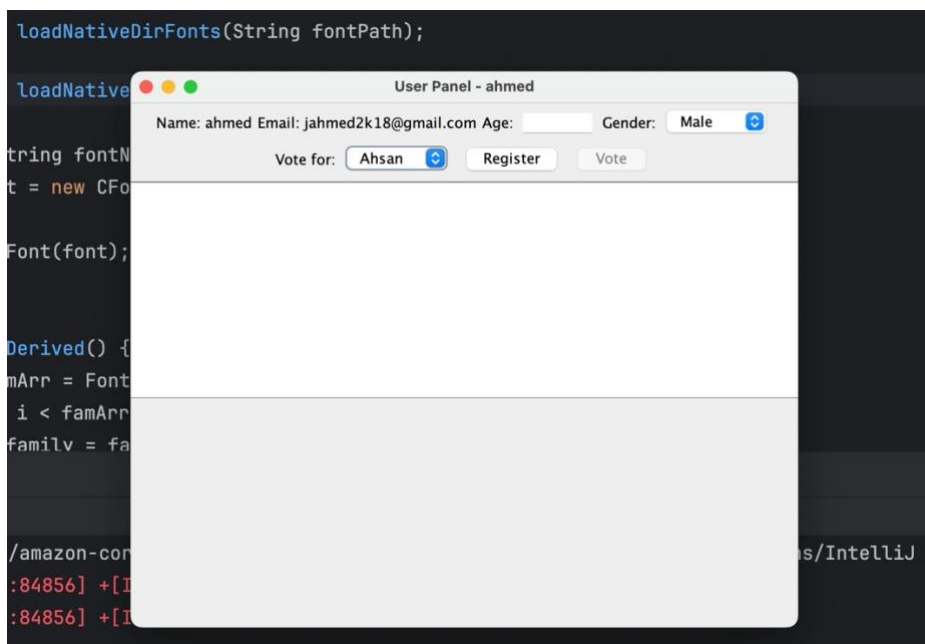 loadNativeDirFonts(String fontPath);
loadNative
User Panel - ahmed
Name: ahmed Email: jahmed2k18@gmail.com Age: Gender: Male
tring fontN
Vote for: Ahsan Register Vote
t = new CFo
Font(font);
Derived() {
mArr = Font
i < famArr
family = fa
/amazon-cor
s/IntelliJ
:84856] +[I
:84856] +[I